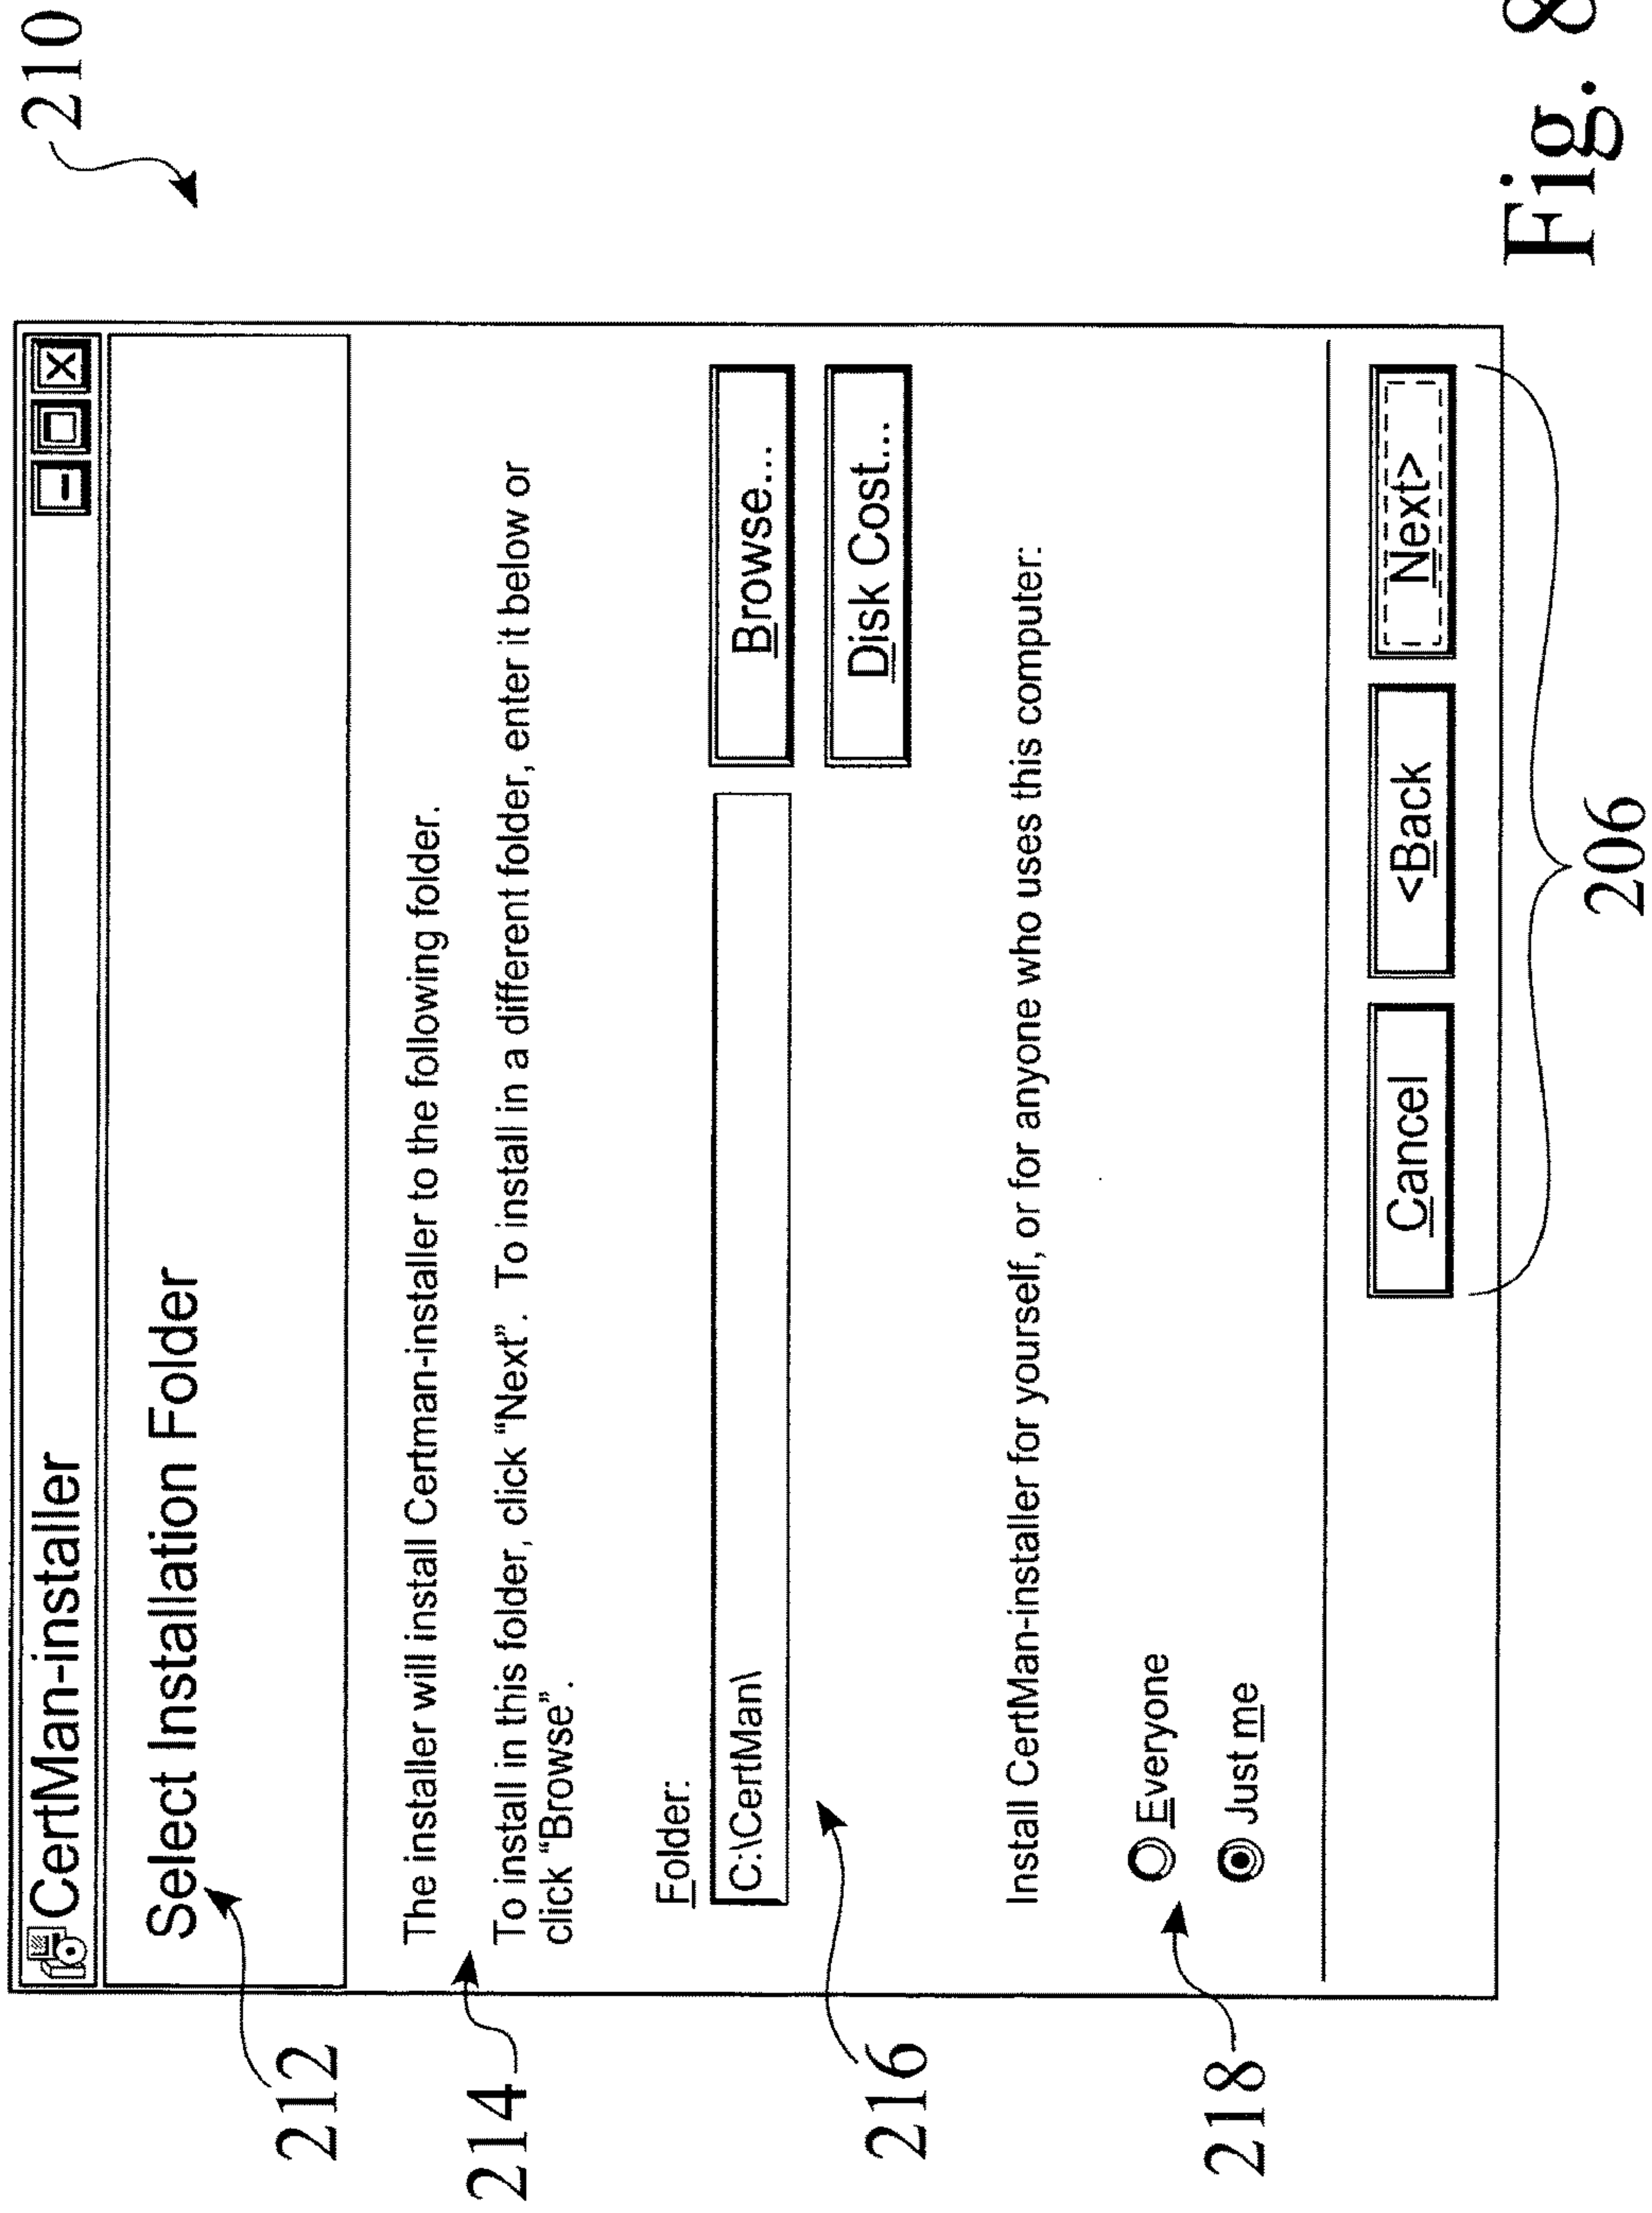 210
CertMan-installer
212
Select Installation Folder
214
The installer will install Certman-installer to the following folder.
To install in this folder, click “Next”. To install in a different folder, enter it below or
click “Browse”.
Folder:
216
C:\CertMan\
Browse...
Disk Cost...
Install CertMan-installer for yourself, or for anyone who uses this computer:
218
Everyone
Just me
Cancel
<Back
Next>
206
Fig. 8